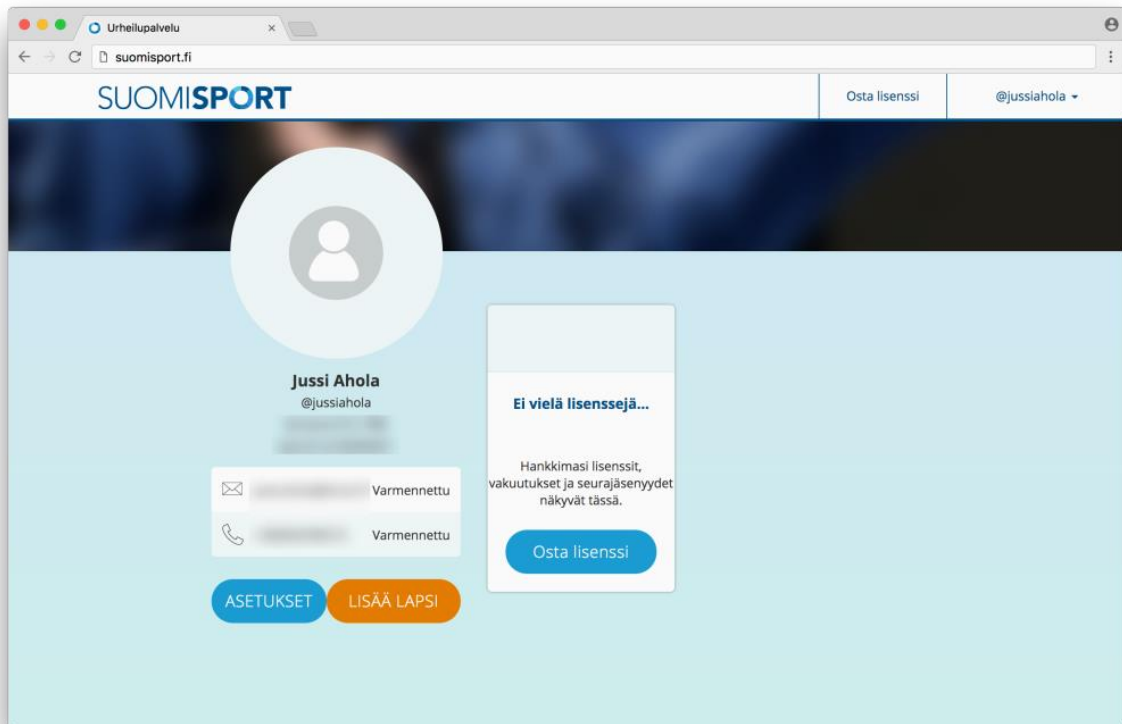 Urheilupalvelu
suomisport.fi
SUOMISPORT
Osta lisenssi
@jussiahola
Jussi Ahola
@jussiahola
Varmennettu
Varmennettu
ASETUKSET
LISÄÄ LAPSI
Ei vielä lisenssejä...
Hankkimasi lisenssit,
vakuutukset ja seurajäsenyydet
näkyvät tässä.
Osta lisenssi